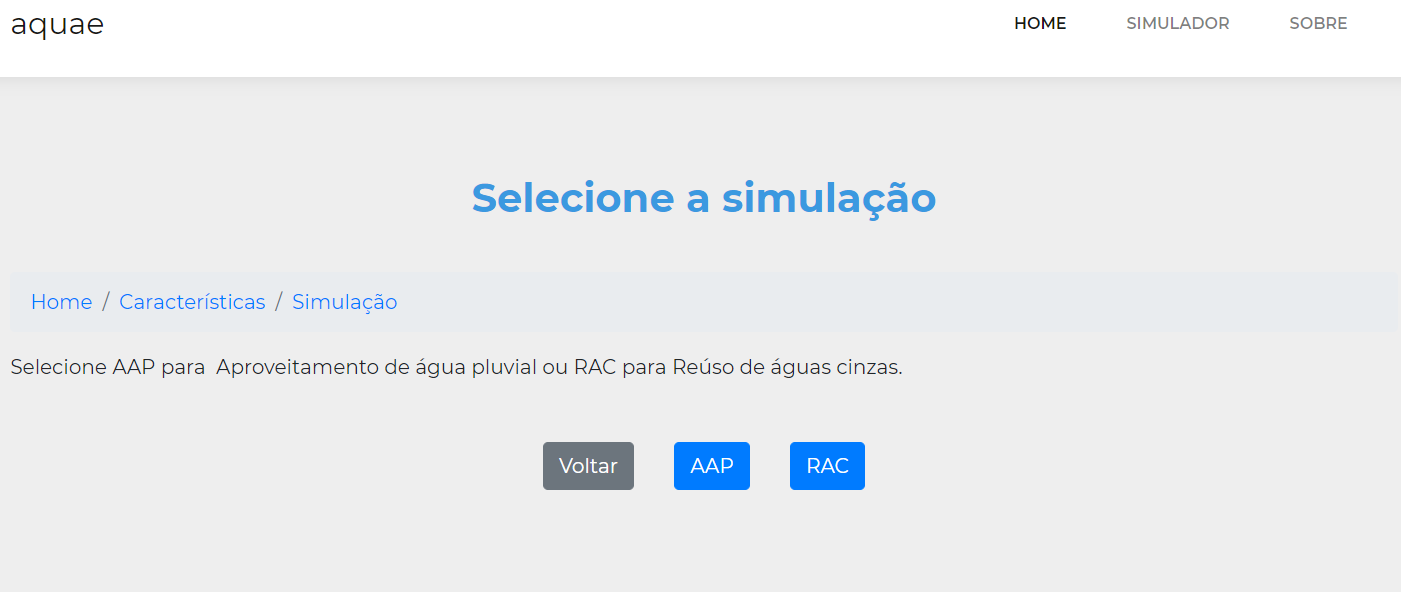 aquae HOME SIMULADOR SOBRE
Selecione a simulação
Home / Características / Simulação
Selecione AAP para  Aproveitamento de água pluvial ou RAC para Reúso de águas cinzas.
Voltar AAP RAC